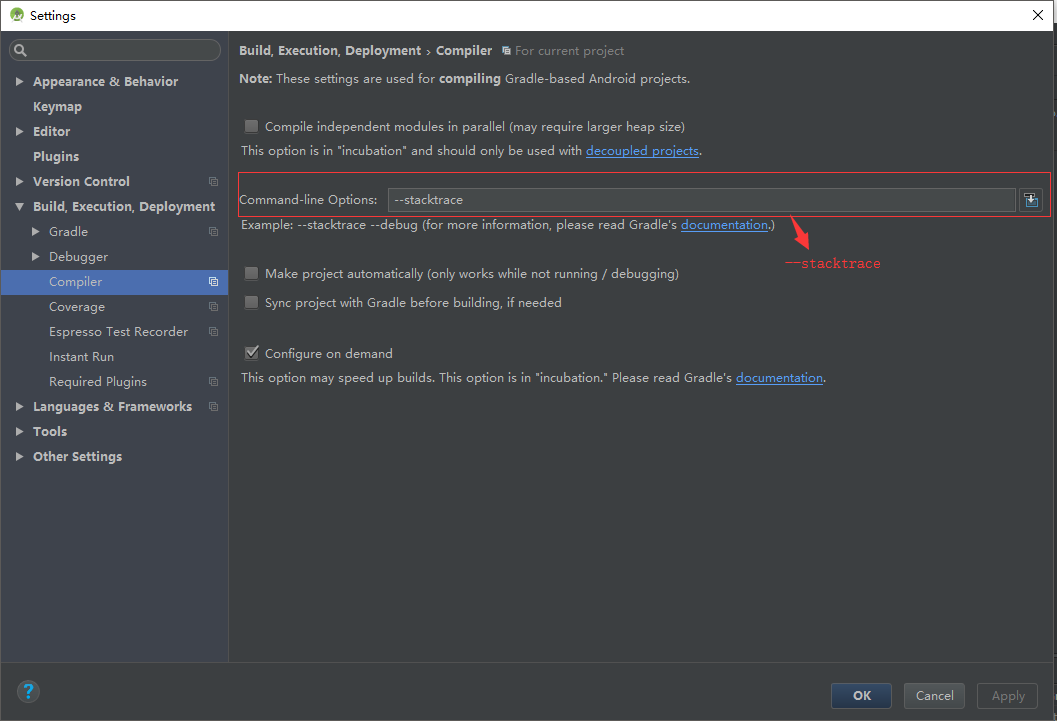 Settings
Appearance & Behavior
Keymap
Editor
Plugins
Version Control
Build, Execution, Deployment
Gradle
Debugger
Compiler
Coverage
Espresso Test Recorder
Instant Run
Required Plugins
Languages & Frameworks
Tools
Other Settings
Build, Execution, Deployment › Compiler For current project
Note: These settings are used for compiling Gradle-based Android projects.
Compile independent modules in parallel (may require larger heap size)
This option is in "incubation" and should only be used with decoupled projects.
Command-line Options: --stacktrace
Example: --stacktrace --debug (for more information, please read Gradle's documentation.)
--stacktrace
Make project automatically (only works while not running / debugging)
Sync project with Gradle before building, if needed
Configure on demand
This option may speed up builds. This option is in "incubation." Please read Gradle's documentation.
?
OK Cancel Apply